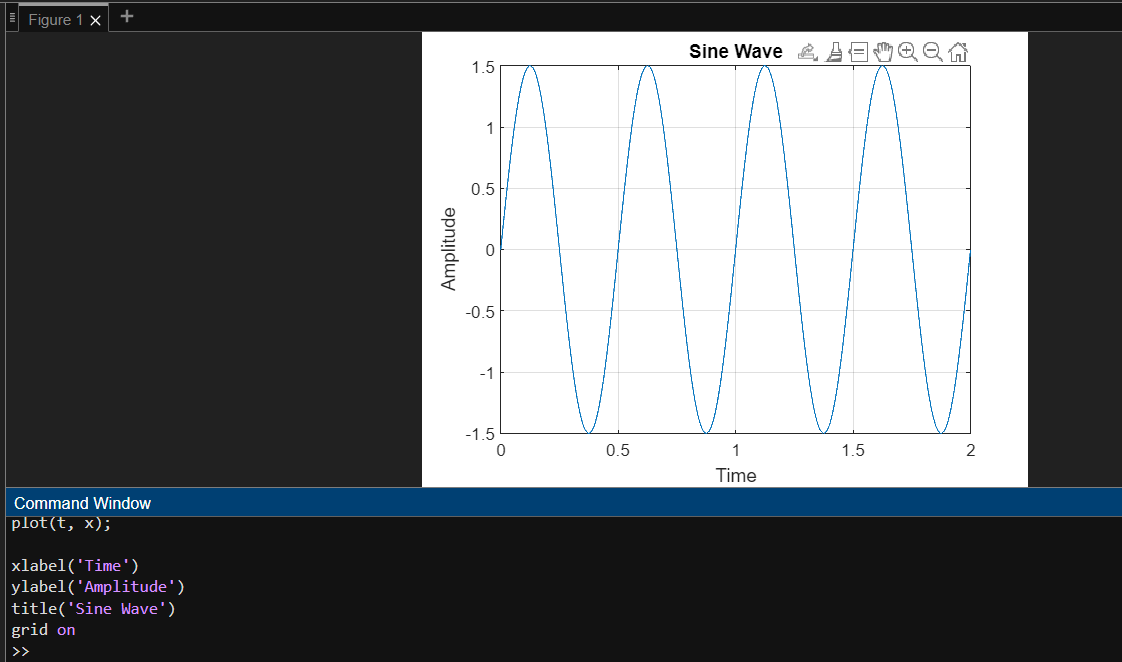 Figure 1
Sine Wave
1.5
1
0.5
0
-0.5
-1
-1.5
Amplitude
0 0.5 1 1.5 2
Time
Command Window
plot(t, x);
xlabel('Time')
ylabel('Amplitude')
title('Sine Wave')
grid on
>>